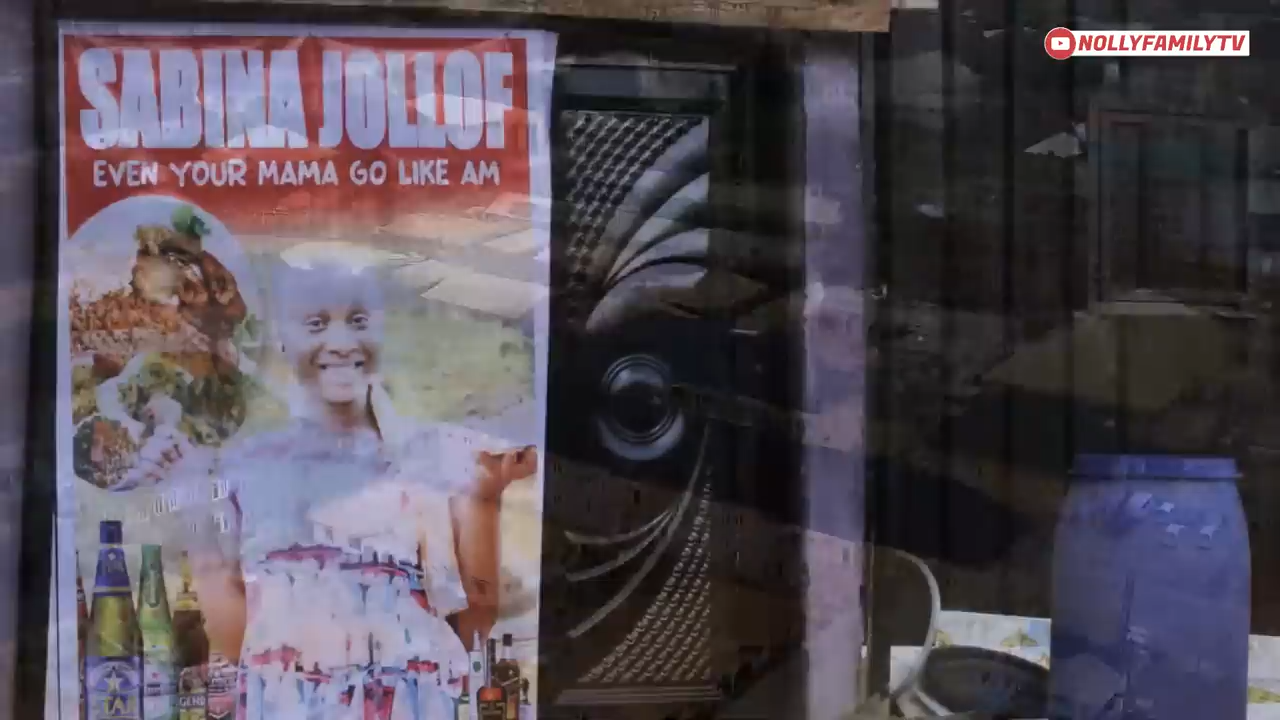 SABINA JOLLOF
EVEN YOUR MAMA GO LIKE AM
NOLLYFAMILYTV
STAR